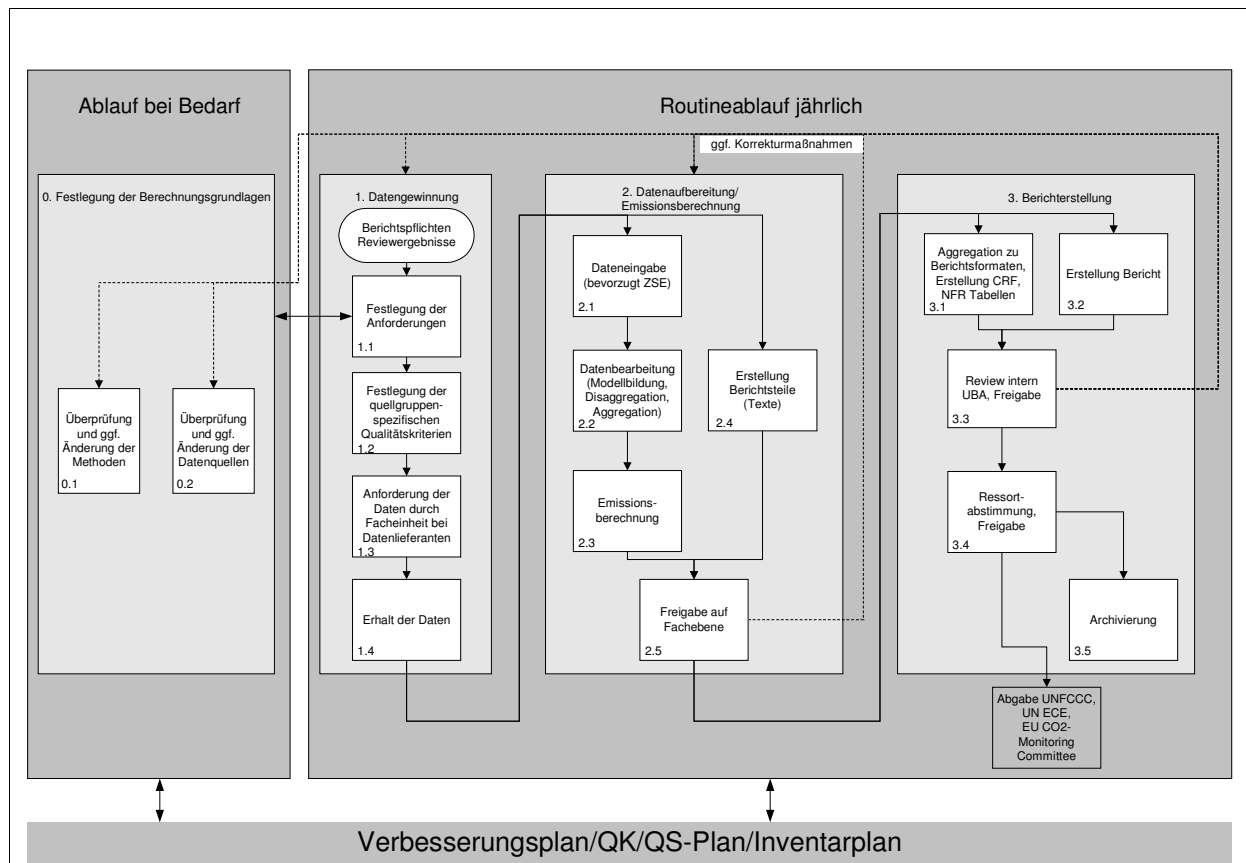 Ablauf bei Bedarf
Routineablauf jährlich
ggf. Korrekturmaßnahmen
0. Festlegung der Berechnungsgrundlagen
Überprüfung
und ggf.
Änderung der
Methoden
0.1
Überprüfung
und ggf.
Änderung der
Datenquellen
0.2
1. Datengewinnung
Berichtspflichten
Reviewergebnisse
Festlegung der
Anforderungen
1.1
Festlegung der
quellgruppen-
spezifischen
Qualitätskriterien
1.2
Anforderung der
Daten durch
Facheinheit bei
Datenlieferanten
1.3
Erhalt der Daten
1.4
2. Datenaufbereitung/
Emissionsberechnung
Dateneingabe
(bevorzugt ZSE)
2.1
Datenbearbeitung
(Modellbildung,
Disaggregation,
Aggregation)
2.2
Emissions-
berechnung
2.3
Erstellung
Berichtsteile
(Texte)
2.4
Freigabe auf
Fachebene
2.5
3. Berichterstellung
Aggregation zu
Berichtsformaten,
Erstellung CRF,
NFR Tabellen
3.1
Erstellung Bericht
3.2
Review intern
UBA, Freigabe
3.3
Ressort-
abstimmung,
Freigabe
3.4
Archivierung
3.5
Abgabe UNFCCC,
UN ECE,
EU CO2-
Monitoring
Committee
Verbesserungsplan/QK/QS-Plan/Inventarplan